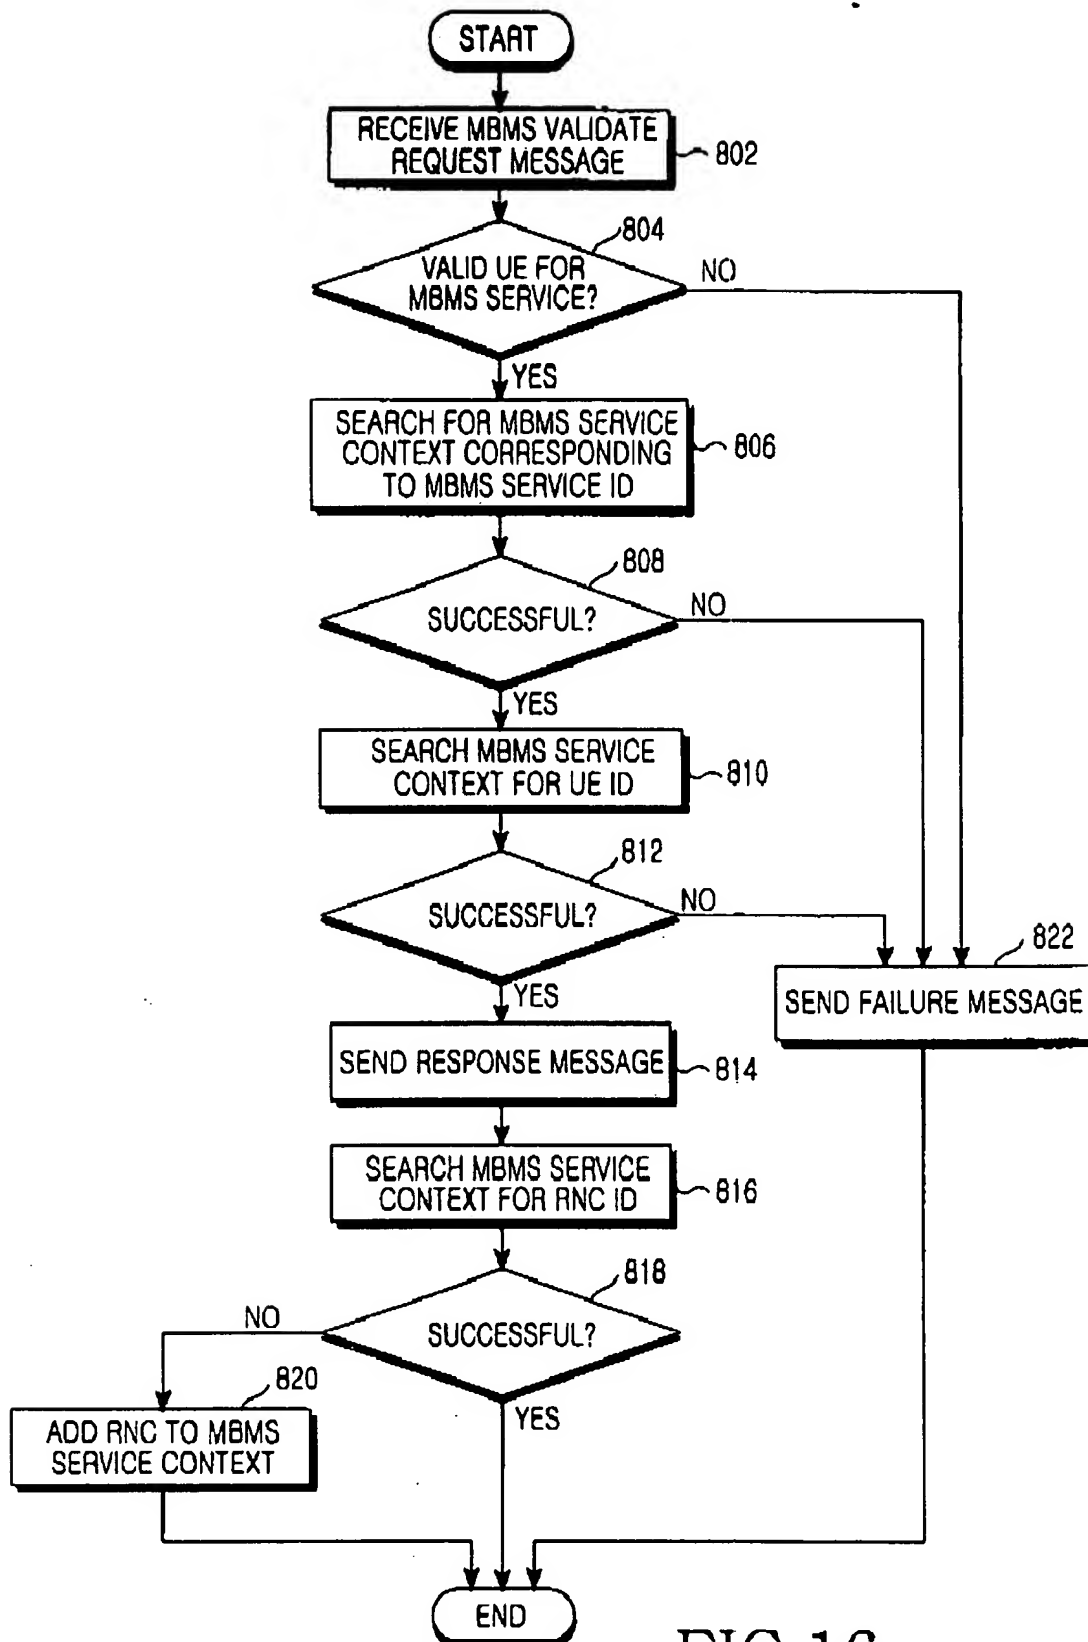 START
RECEIVE MBMS VALIDATE
REQUEST MESSAGE
802
804
VALID UE FOR
MBMS SERVICE?
NO
YES
SEARCH FOR MBMS SERVICE
CONTEXT CORRESPONDING
TO MBMS SERVICE ID
806
808
SUCCESSFUL?
NO
YES
SEARCH MBMS SERVICE
CONTEXT FOR UE ID
810
812
SUCCESSFUL?
NO
822
SEND FAILURE MESSAGE
YES
SEND RESPONSE MESSAGE
814
SEARCH MBMS SERVICE
CONTEXT FOR RNC ID
816
818
SUCCESSFUL?
NO
820
ADD RNC TO MBMS
SERVICE CONTEXT
YES
END